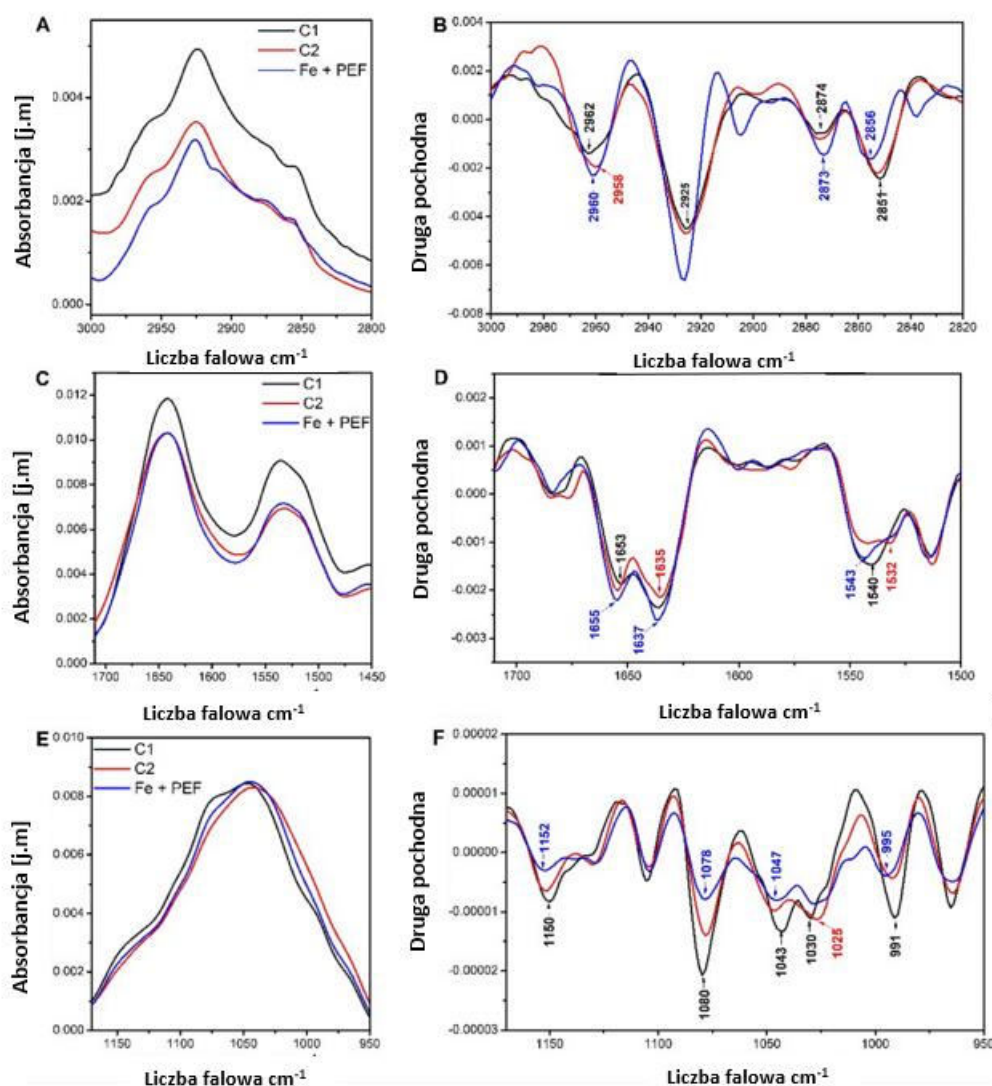 A
C1
C2
Fe + PEF
Absorbancja [j.m]
0.004
0.002
0.000
3000 2950 2900 2850 2800
Liczba falowa cm-1
B
Druga pochodna
0.004
0.002
0.000
-0.002
-0.004
-0.006
-0.008
2962
2960
2958
2925
2874
2873
2856
2851
3000 2980 2960 2940 2920 2900 2880 2860 2840 2820
Liczba falowa cm-1
C
C1
C2
Fe + PEF
Absorbancja [j.m]
0.012
0.010
0.008
0.006
0.004
0.002
0.000
1700 1650 1600 1550 1500 1450
Liczba falowa cm-1
D
Druga pochodna
0.002
0.001
0.000
-0.001
-0.002
-0.003
1653
1655
1635
1637
1543
1540
1532
1700 1650 1600 1550 1500
Liczba falowa cm-1
E
C1
C2
Fe + PEF
Absorbancja [j.m]
0.010
0.008
0.006
0.004
0.002
0.000
1150 1100 1050 1000 950
Liczba falowa cm-1
F
Druga pochodna
0.00002
0.00001
0.00000
-0.00001
-0.00002
-0.00003
1152
1150
1078
1080
1047
1043
1030
1025
995
991
1150 1100 1050 1000 950
Liczba falowa cm-1